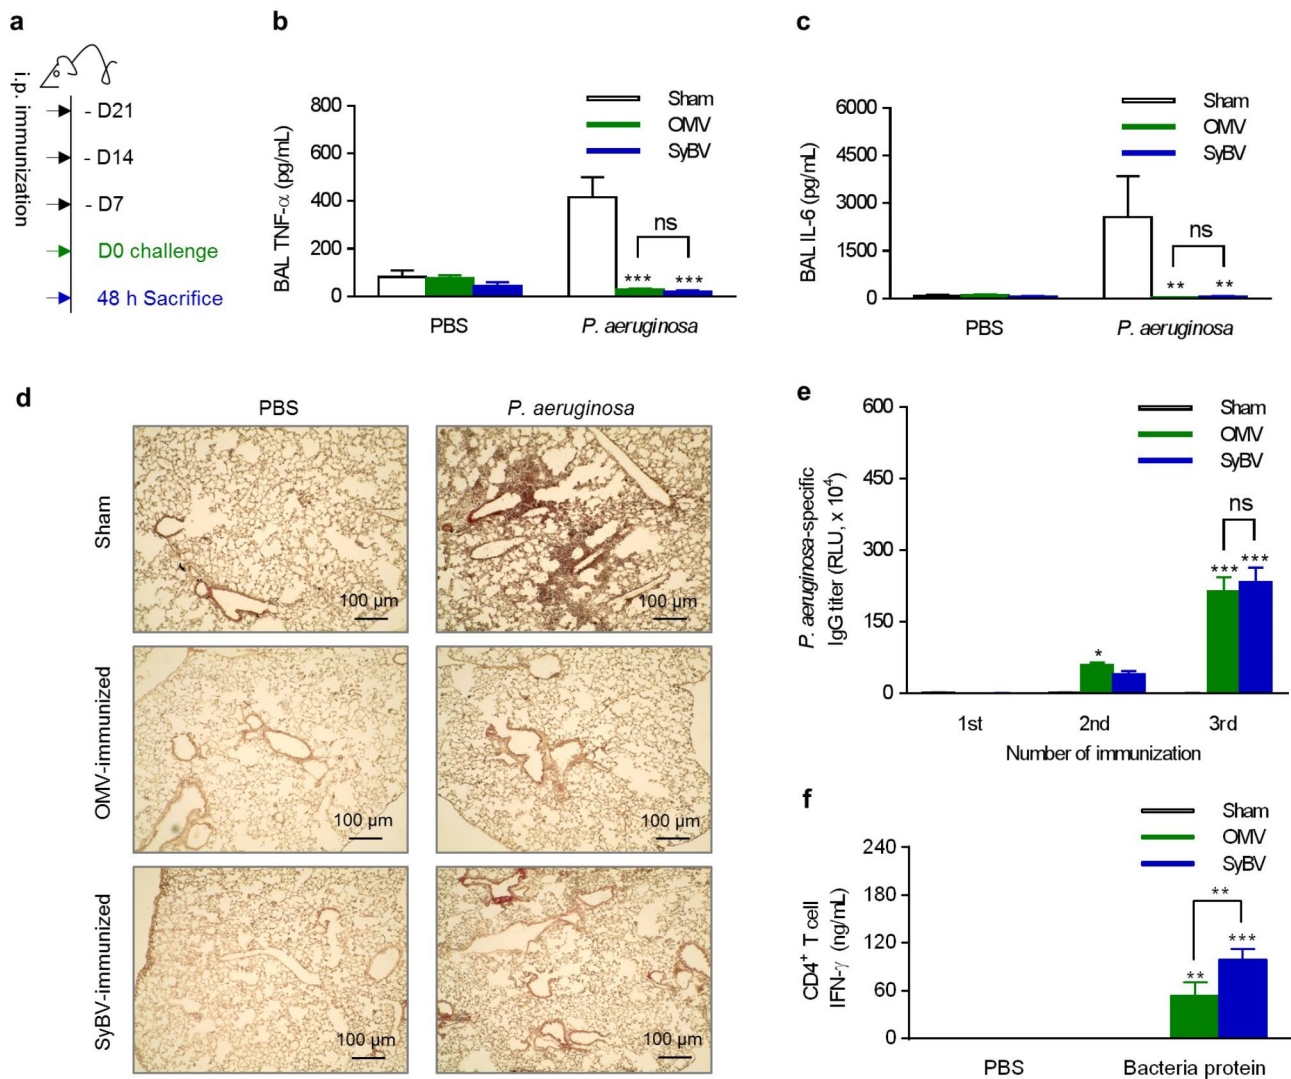 a
i.p. immunization
- D21
- D14
- D7
D0 challenge
48 h Sacrifice
b
Sham
OMV
SyBV
BAL TNF-α (pg/mL)
800
600
400
200
0
ns
*** ***
PBS P. aeruginosa
c
Sham
OMV
SyBV
BAL IL-6 (pg/mL)
6000
4500
3000
1500
0
ns
** **
PBS P. aeruginosa
d
PBS P. aeruginosa
Sham
100 µm 100 µm
OMV-immunized
100 µm 100 µm
SyBV-immunized
100 µm 100 µm
e
Sham
OMV
SyBV
P. aeruginosa-specific
IgG titer (RLU, x 10⁴)
600
450
300
150
0
ns
*** ***
*
1st 2nd 3rd
Number of immunization
f
Sham
OMV
SyBV
CD4⁺ T cell
IFN-γ (ng/mL)
240
180
120
60
0
**
***
**
PBS Bacteria protein